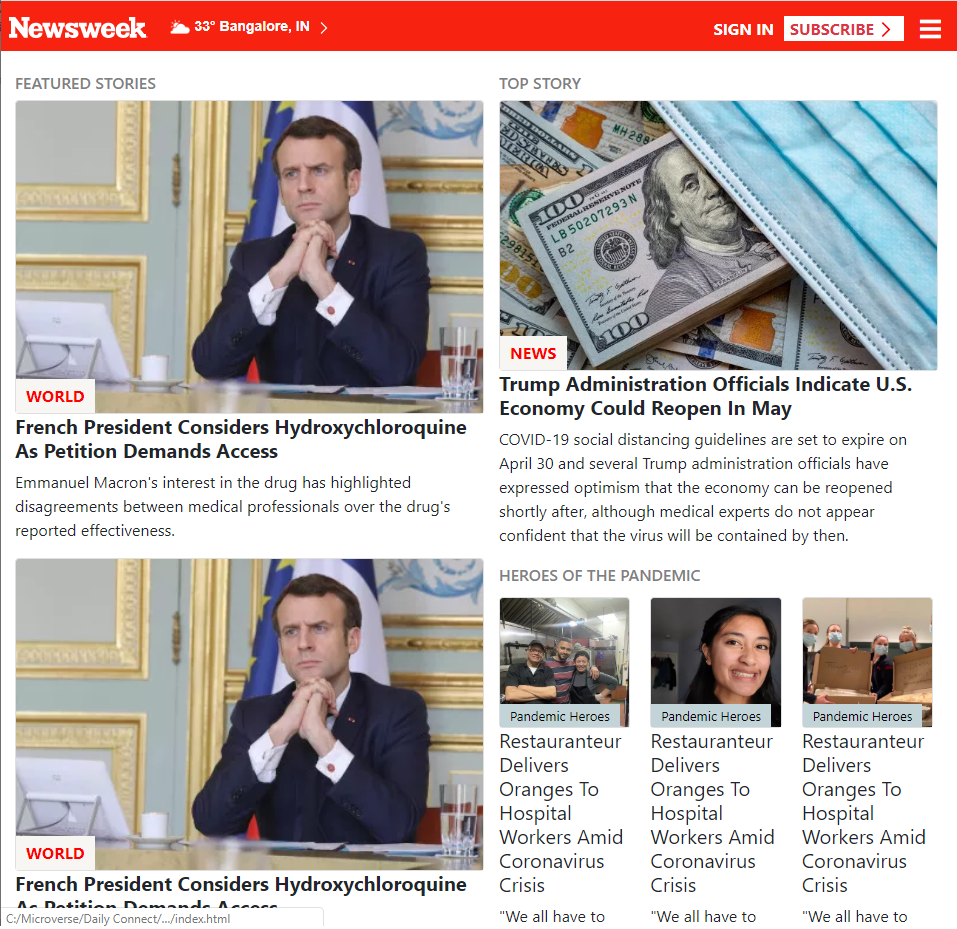 Newsweek
33° Bangalore, IN
SIGN IN
SUBSCRIBE
FEATURED STORIES
WORLD
French President Considers Hydroxychloroquine
As Petition Demands Access
Emmanuel Macron's interest in the drug has highlighted
disagreements between medical professionals over the drug's
reported effectiveness.
WORLD
French President Considers Hydroxychloroquine
As Petition Demands Access
C:/Microverse/Daily Connect/.../index.html
TOP STORY
MH28
100
FEDERAL RESERVE NOTE
LB50207293N
B2
100
NEWS
Trump Administration Officials Indicate U.S.
Economy Could Reopen In May
COVID-19 social distancing guidelines are set to expire on
April 30 and several Trump administration officials have
expressed optimism that the economy can be reopened
shortly after, although medical experts do not appear
confident that the virus will be contained by then.
HEROES OF THE PANDEMIC
Pandemic Heroes
Restauranteur
Delivers
Oranges To
Hospital
Workers Amid
Coronavirus
Crisis
"We all have to
Pandemic Heroes
Restauranteur
Delivers
Oranges To
Hospital
Workers Amid
Coronavirus
Crisis
"We all have to
Pandemic Heroes
Restauranteur
Delivers
Oranges To
Hospital
Workers Amid
Coronavirus
Crisis
"We all have to